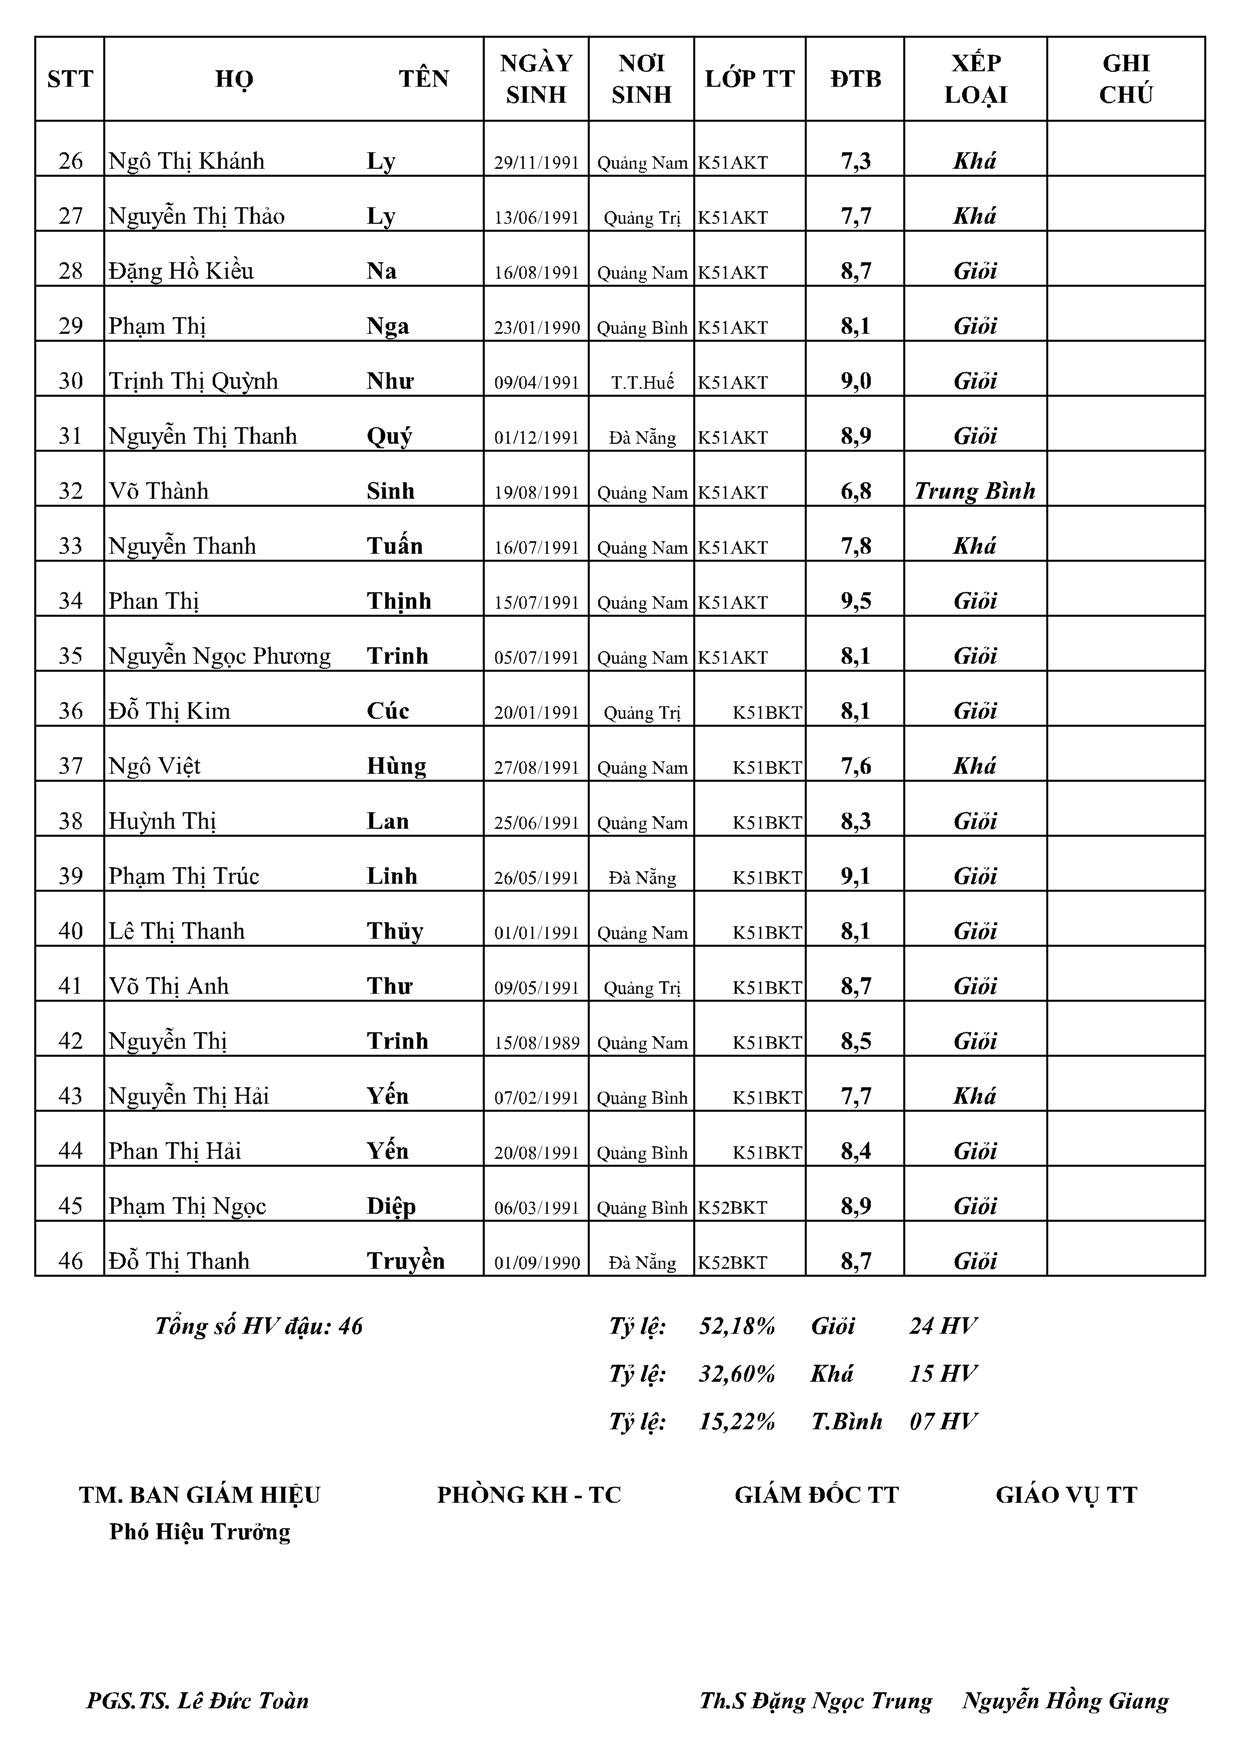 STT HỌ TÊN NGÀY SINH NƠI SINH LỚP TT ĐTB XẾP LOẠI GHI CHÚ
26 Ngô Thị Khánh Ly 29/11/1991 Quảng Nam K51AKT 7,3 Khá
27 Nguyễn Thị Thảo Ly 13/06/1991 Quảng Trị K51AKT 7,7 Khá
28 Đặng Hồ Kiều Na 16/08/1991 Quảng Nam K51AKT 8,7 Giỏi
29 Phạm Thị Nga 23/01/1990 Quảng Bình K51AKT 8,1 Giỏi
30 Trịnh Thị Quỳnh Như 09/04/1991 T.T.Huế K51AKT 9,0 Giỏi
31 Nguyễn Thị Thanh Quý 01/12/1991 Đà Nẵng K51AKT 8,9 Giỏi
32 Võ Thành Sinh 19/08/1991 Quảng Nam K51AKT 6,8 Trung Bình
33 Nguyễn Thanh Tuấn 16/07/1991 Quảng Nam K51AKT 7,8 Khá
34 Phan Thị Thịnh 15/07/1991 Quảng Nam K51AKT 9,5 Giỏi
35 Nguyễn Ngọc Phương Trinh 05/07/1991 Quảng Nam K51AKT 8,1 Giỏi
36 Đỗ Thị Kim Cúc 20/01/1991 Quảng Trị K51BKT 8,1 Giỏi
37 Ngô Việt Hùng 27/08/1991 Quảng Nam K51BKT 7,6 Khá
38 Huỳnh Thị Lan 25/06/1991 Quảng Nam K51BKT 8,3 Giỏi
39 Phạm Thị Trúc Linh 26/05/1991 Đà Nẵng K51BKT 9,1 Giỏi
40 Lê Thị Thanh Thủy 01/01/1991 Quảng Nam K51BKT 8,1 Giỏi
41 Võ Thị Anh Thư 09/05/1991 Quảng Trị K51BKT 8,7 Giỏi
42 Nguyễn Thị Trinh 15/08/1989 Quảng Nam K51BKT 8,5 Giỏi
43 Nguyễn Thị Hải Yến 07/02/1991 Quảng Bình K51BKT 7,7 Khá
44 Phan Thị Hải Yến 20/08/1991 Quảng Bình K51BKT 8,4 Giỏi
45 Phạm Thị Ngọc Diệp 06/03/1991 Quảng Bình K52BKT 8,9 Giỏi
46 Đỗ Thị Thanh Truyền 01/09/1990 Đà Nẵng K52BKT 8,7 Giỏi
Tổng số HV đậu: 46 Tỷ lệ: 52,18% Giỏi 24 HV
Tỷ lệ: 32,60% Khá 15 HV
Tỷ lệ: 15,22% T.Bình 07 HV
TM. BAN GIÁM HIỆU PHÒNG KH - TC GIÁM ĐỐC TT GIÁO VỤ TT
Phó Hiệu Trưởng
PGS.TS. Lê Đức Toàn Th.S Đặng Ngọc Trung Nguyễn Hồng Giang